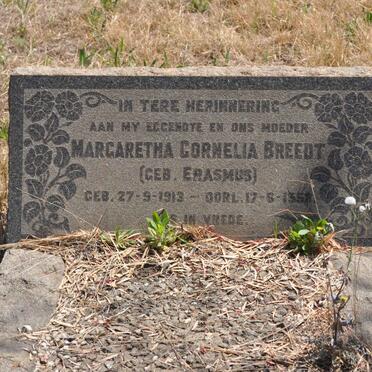 IN TERE HERINNERING
AAN MY EGGENOTE EN ONS MOEDER
MARGARETHA CORNELIA BREEDT
(GEB. ERASMUS)
GEB. 27-9-1913 - OORL. 17-6-
IN VREDE.